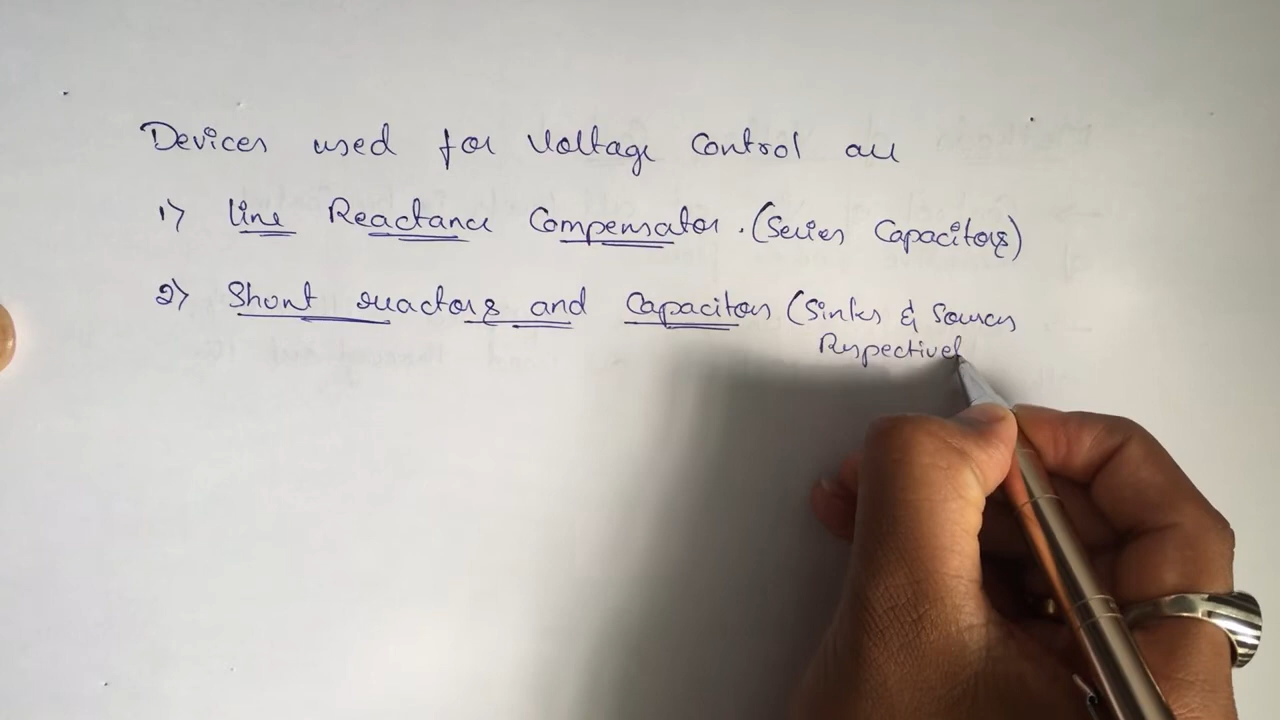 Devices used for Voltage Control are
1) Line Reactance Compensator. (Series Capacitors)
2) Shunt reactors and Capacitors (Sinks & Sources
Respectivel